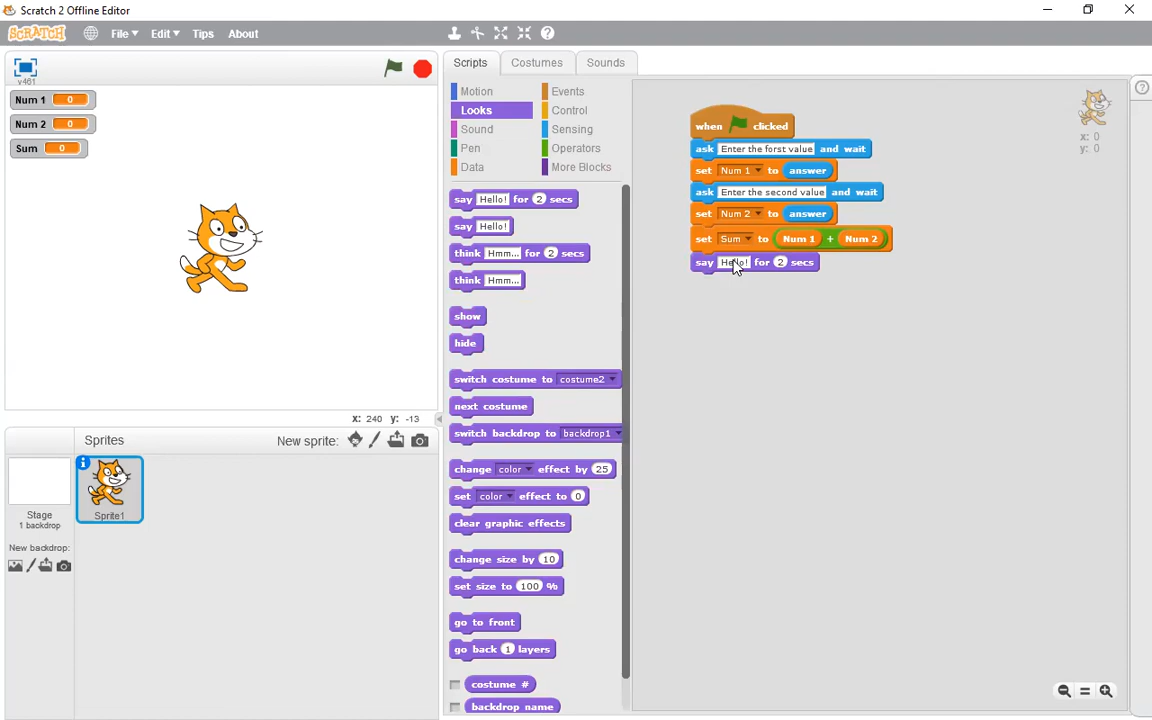 Scratch 2 Offline Editor
SCRATCH File Edit Tips About
v461
Scripts Costumes Sounds
Num 1 0
Num 2 0
Sum 0
Motion Events
Looks Control
Sound Sensing
Pen Operators
Data More Blocks
say Hello! for 2 secs
say Hello!
think Hmm... for 2 secs
think Hmm...
show
hide
switch costume to costume2
next costume
switch backdrop to backdrop1
change color effect by 25
set color effect to 0
clear graphic effects
change size by 10
set size to 100 %
go to front
go back 1 layers
costume #
backdrop name
when clicked
ask Enter the forst value and wait
set Num 1 to answer
ask Enter the second value and wait
set Num 2 to answer
set Sum to Num 1 + Num 2
say Hello! for 2 secs
x: 0
y: 0
x: 240 y: -13
Sprites New sprite:
Stage
1 backdrop
New backdrop:
Sprite1